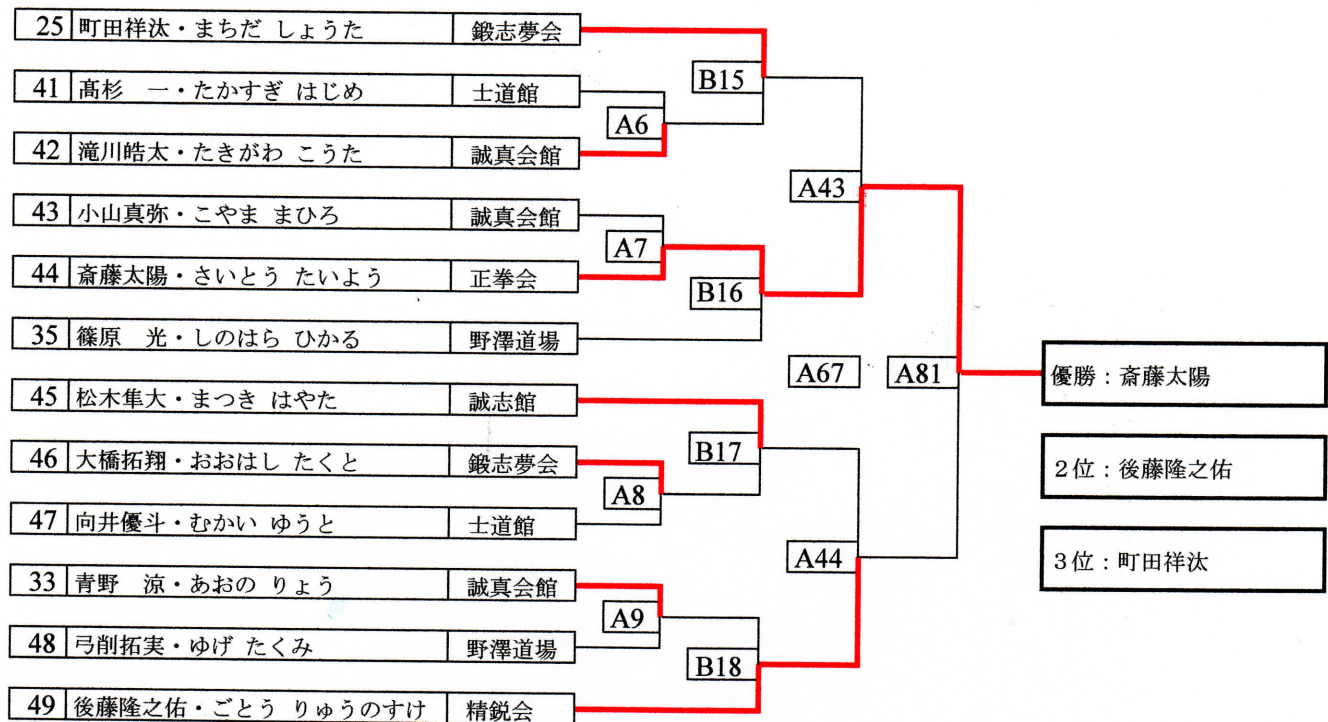 25 町田祥汰・まちだ しょうた 鍛志夢会
B15
41 髙杉 一・たかすぎ はじめ 士道館
A6
42 滝川皓太・たきがわ こうた 誠真会館
A43
43 小山真弥・こやま まひろ 誠真会館
A7
44 斎藤太陽・さいとう たいよう 正拳会
B16
35 篠原 光・しのはら ひかる 野澤道場
A67 A81
優勝：斎藤太陽
45 松木隼大・まつき はやた 誠志館
B17
2位：後藤隆之佑
46 大橋拓翔・おおはし たくと 鍛志夢会
A8
47 向井優斗・むかい ゆうと 士道館
A44
3位：町田祥汰
33 青野 涼・あおの りょう 誠真会館
A9
48 弓削拓実・ゆげ たくみ 野澤道場
B18
49 後藤隆之佑・ごとう りゅうのすけ 精鋭会